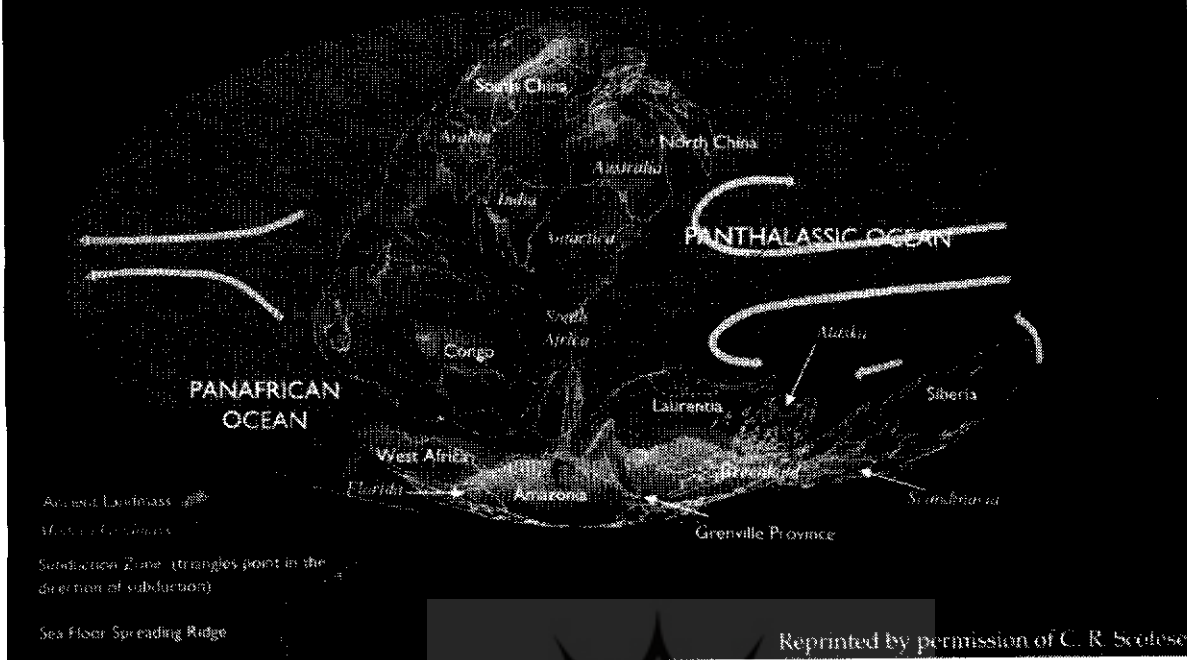 South China
Arabia
North China
Australia
India
Antarctica
PANTHALASSIC OCEAN
South
Africa
Congo
Alaska
PANAFRICAN
OCEAN
Siberia
Laurentia
West Africa
Greenland
Florida
Amazonia
Scandinavia
Grenville Province
Ancient Landmass
Modern Landmass
Subduction Zone (triangles point in the
direction of subduction)
Sea Floor Spreading Ridge
Reprinted by permission of C. R. Scotese